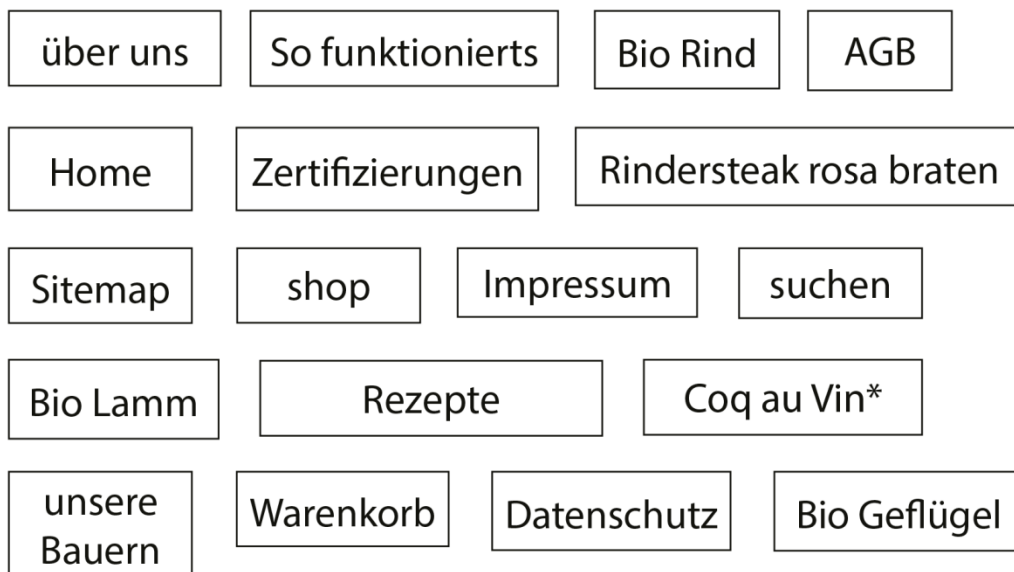 über uns
So funktionierts
Bio Rind
AGB
Home
Zertifizierungen
Rindersteak rosa braten
Sitemap
shop
Impressum
suchen
Bio Lamm
Rezepte
Coq au Vin*
unsere
Bauern
Warenkorb
Datenschutz
Bio Geflügel